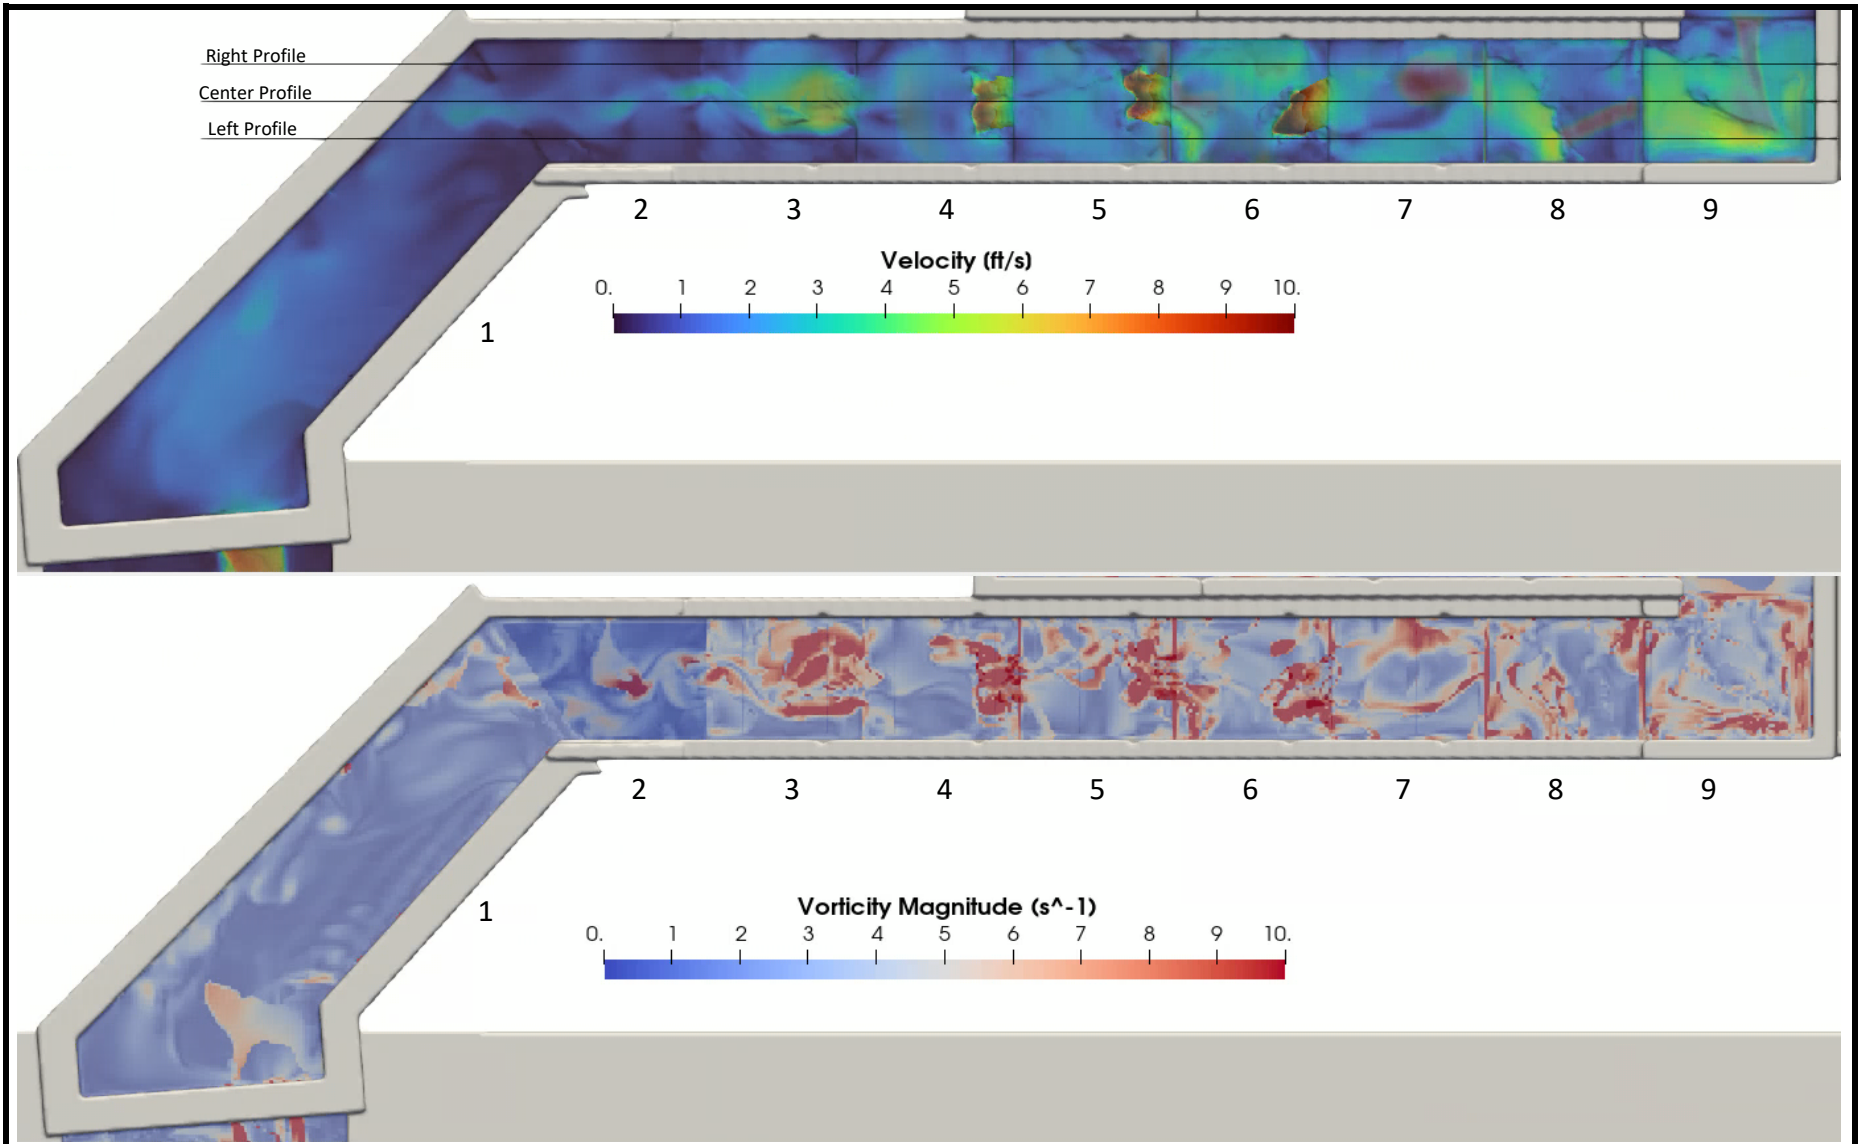 Right Profile
Center Profile
Left Profile
2 3 4 5 6 7 8 9
Velocity (ft/s)
0. 1 2 3 4 5 6 7 8 9 10.
1
2 3 4 5 6 7 8 9
1
Vorticity Magnitude (s^-1)
0. 1 2 3 4 5 6 7 8 9 10.